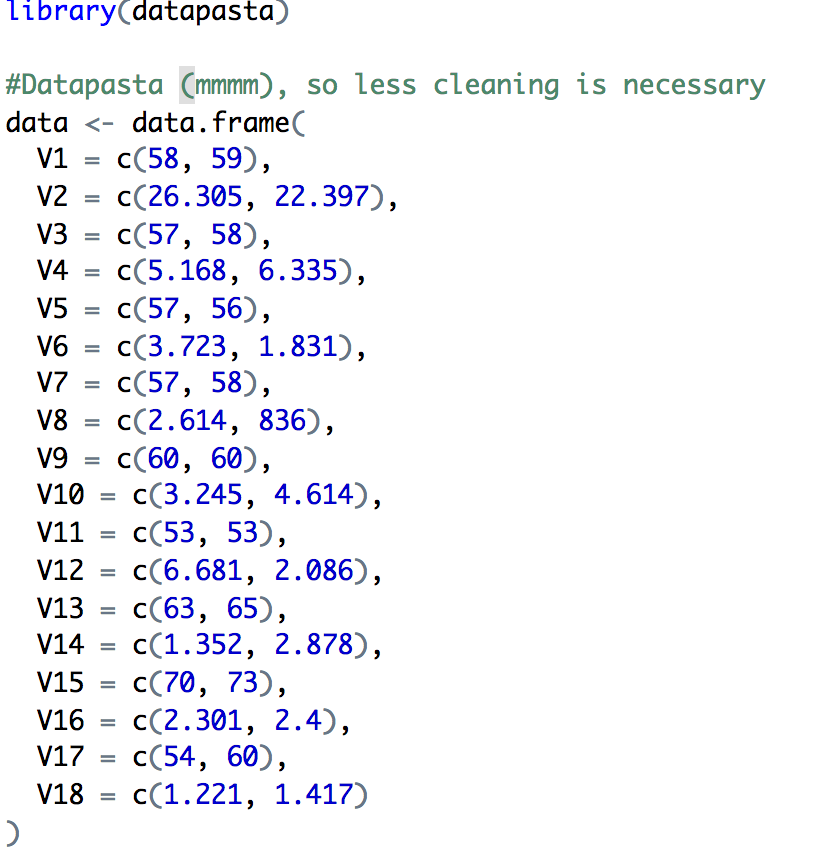 library(datapasta)
#Datapasta (mmmm), so less cleaning is necessary
data <- data.frame(
V1 = c(58, 59),
V2 = c(26.305, 22.397),
V3 = c(57, 58),
V4 = c(5.168, 6.335),
V5 = c(57, 56),
V6 = c(3.723, 1.831),
V7 = c(57, 58),
V8 = c(2.614, 836),
V9 = c(60, 60),
V10 = c(3.245, 4.614),
V11 = c(53, 53),
V12 = c(6.681, 2.086),
V13 = c(63, 65),
V14 = c(1.352, 2.878),
V15 = c(70, 73),
V16 = c(2.301, 2.4),
V17 = c(54, 60),
V18 = c(1.221, 1.417)
)